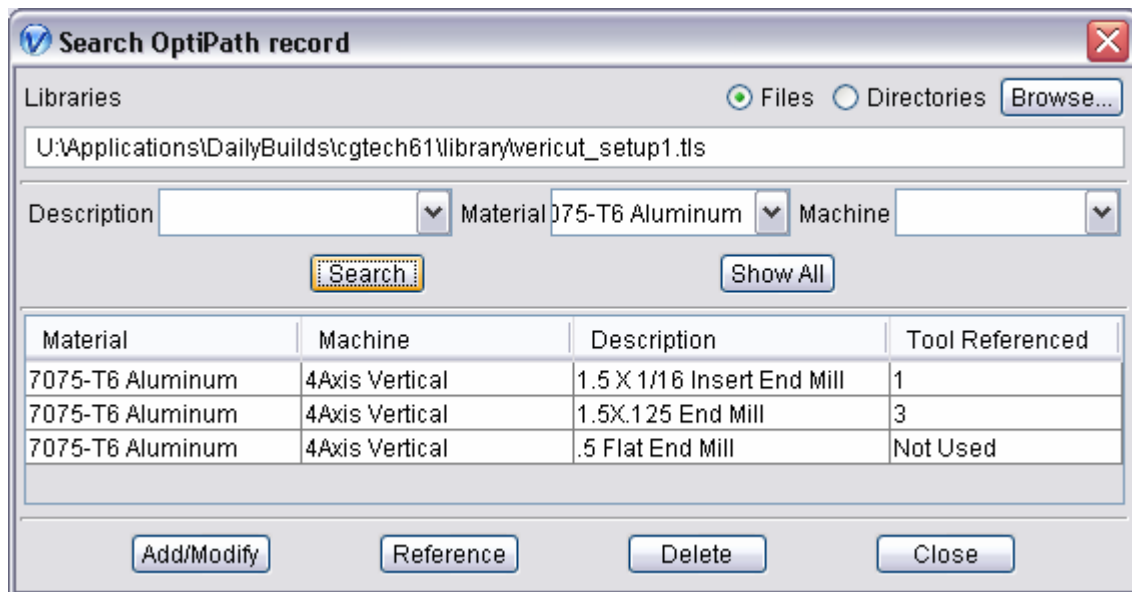 Search OptiPath record
Libraries Files Directories Browse...
U:\Applications\DailyBuilds\cgtech61\library\vericut_setup1.tls
Description Material 075-T6 Aluminum Machine
Search Show All
Material Machine Description Tool Referenced
7075-T6 Aluminum 4Axis Vertical 1.5 X 1/16 Insert End Mill 1
7075-T6 Aluminum 4Axis Vertical 1.5X.125 End Mill 3
7075-T6 Aluminum 4Axis Vertical .5 Flat End Mill Not Used
Add/Modify Reference Delete Close